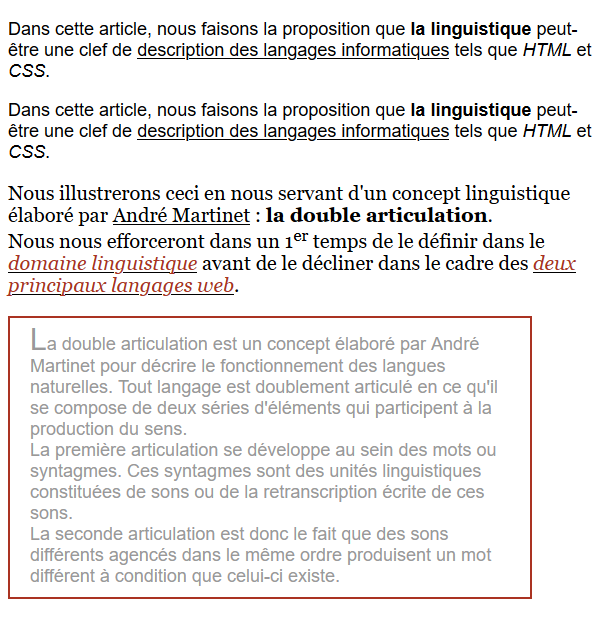 Dans cette article, nous faisons la proposition que la linguistique peut-
être une clef de description des langages informatiques tels que HTML et
CSS.
Dans cette article, nous faisons la proposition que la linguistique peut-
être une clef de description des langages informatiques tels que HTML et
CSS.
Nous illustrerons ceci en nous servant d'un concept linguistique
élaboré par André Martinet : la double articulation.
Nous nous efforceront dans un 1er temps de le définir dans le
domaine linguistique avant de le décliner dans le cadre des deux
principaux langages web.
La double articulation est un concept élaboré par André
Martinet pour décrire le fonctionnement des langues
naturelles. Tout langage est doublement articulé en ce qu'il
se compose de deux séries d'éléments qui participent à la
production du sens.
La première articulation se développe au sein des mots ou
syntagmes. Ces syntagmes sont des unités linguistiques
constituées de sons ou de la retranscription écrite de ces
sons.
La seconde articulation est donc le fait que des sons
différents agencés dans le même ordre produisent un mot
différent à condition que celui-ci existe.